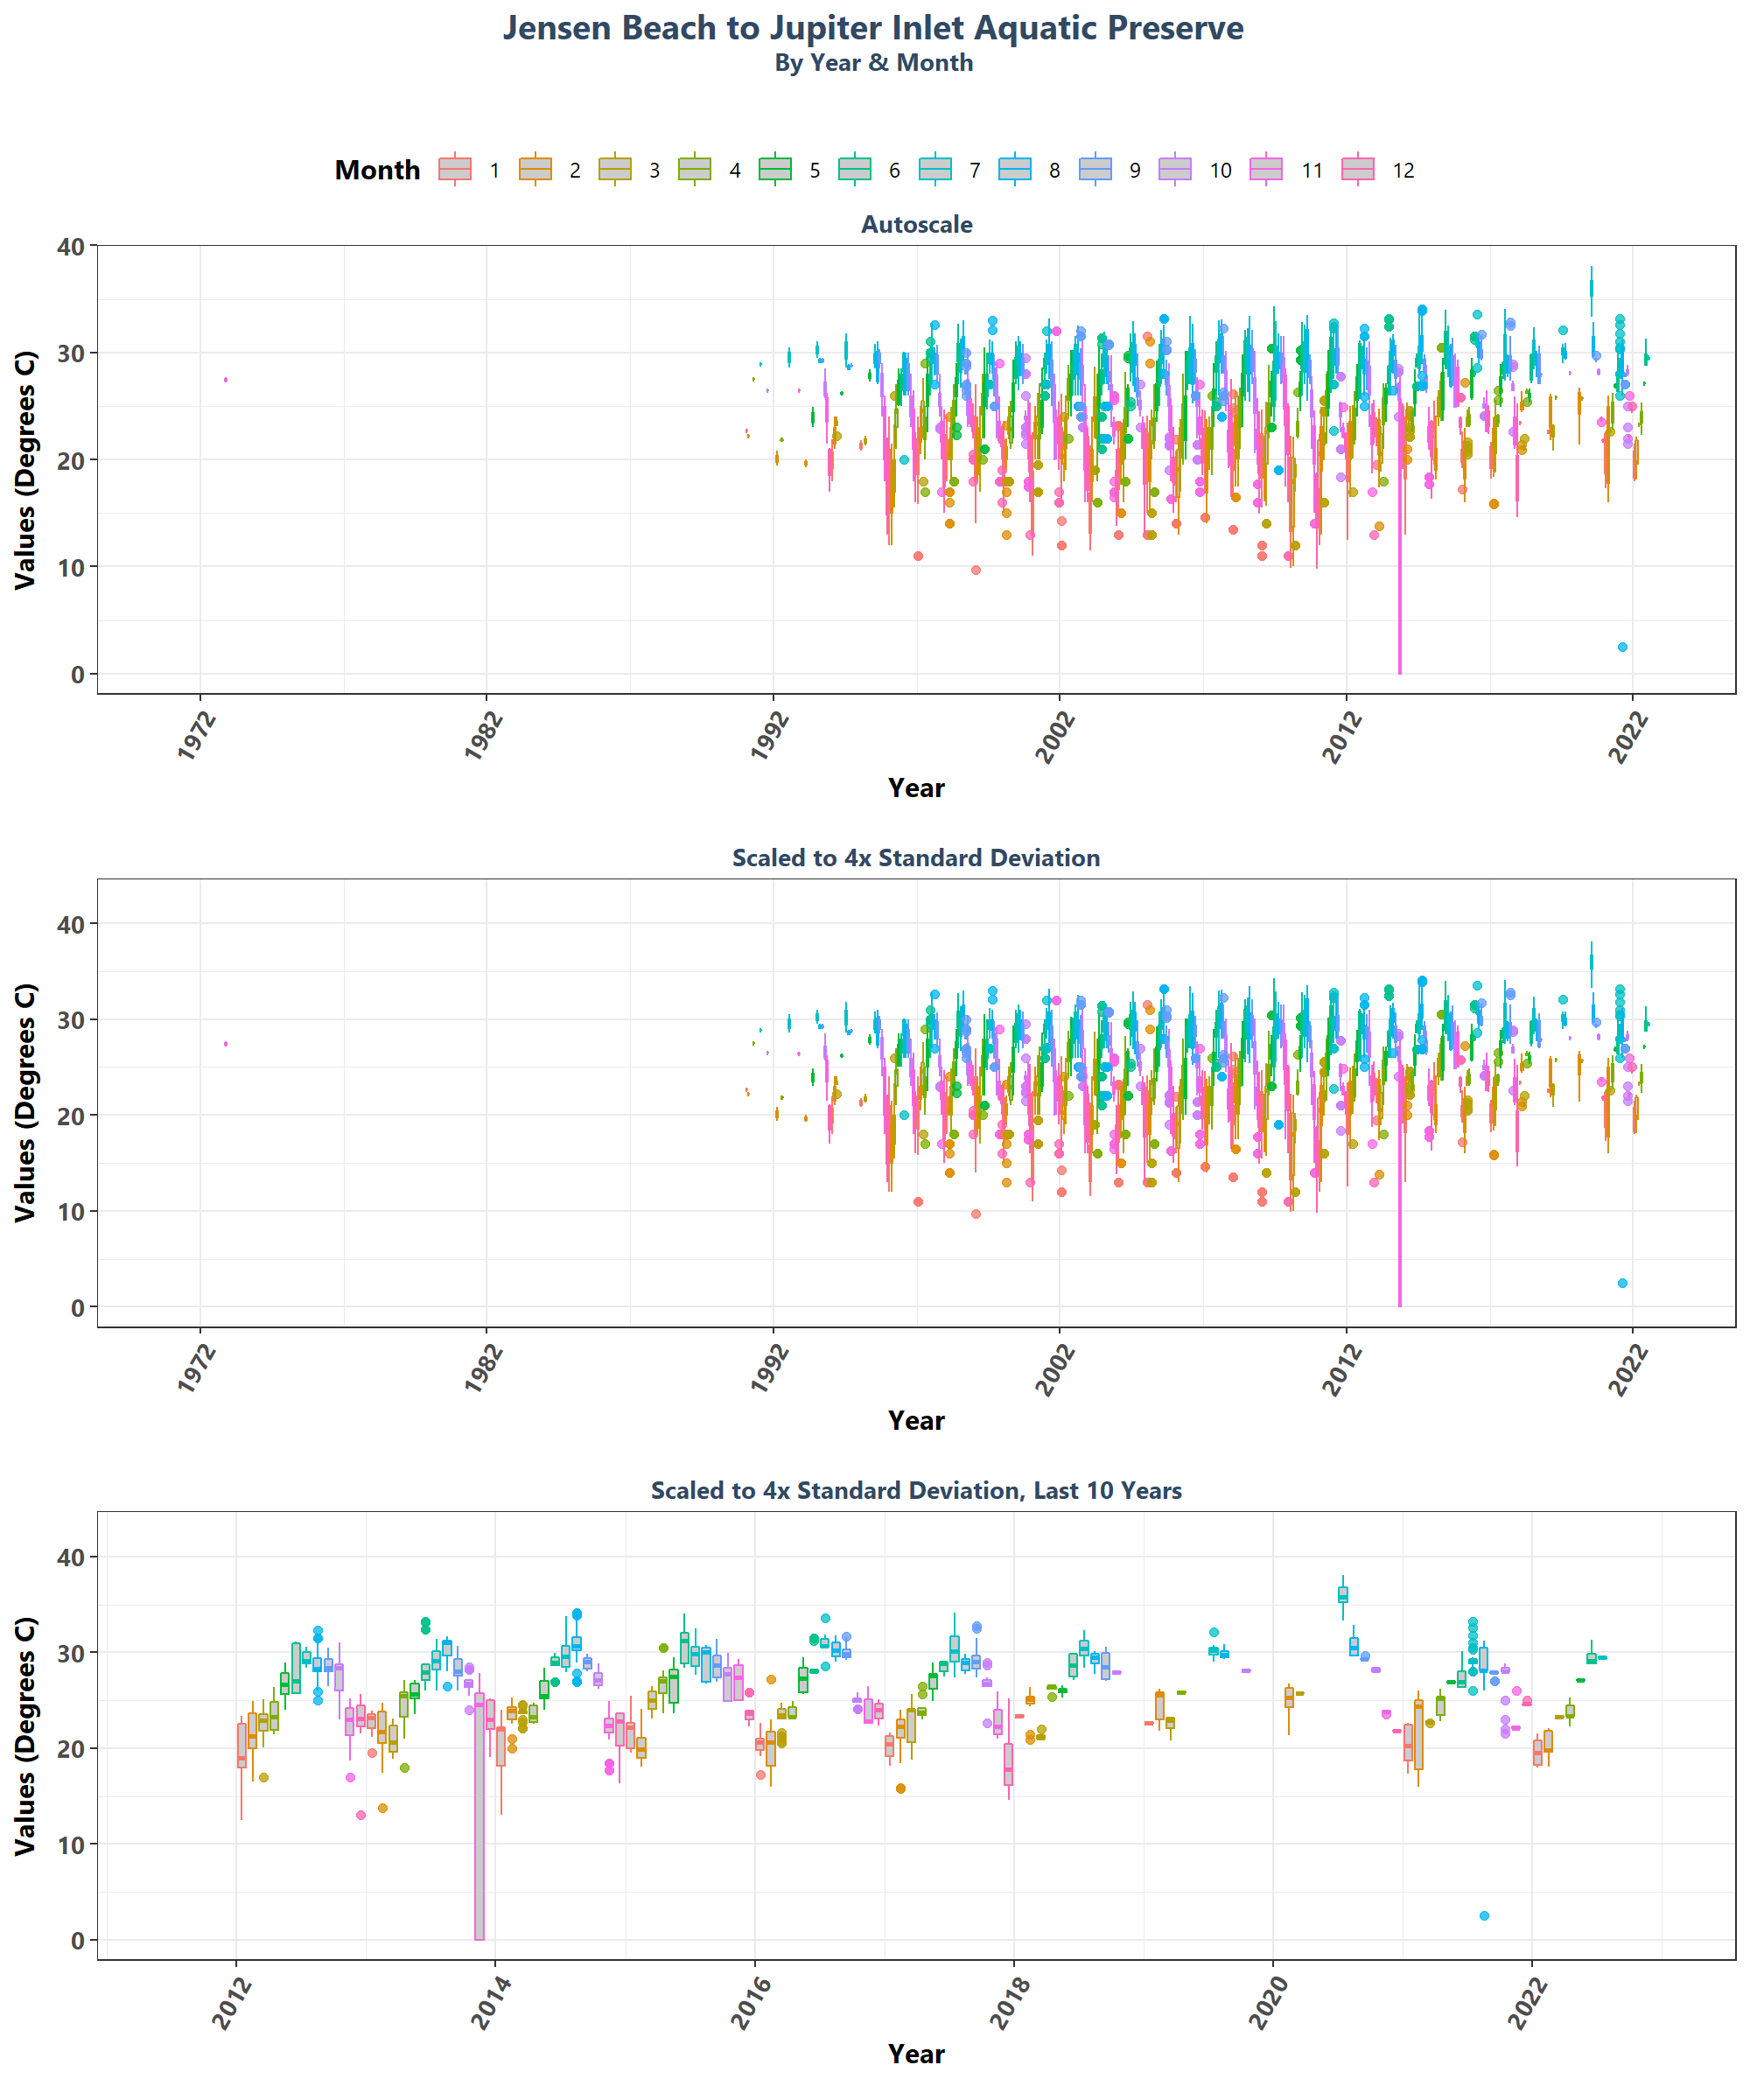 Jensen Beach to Jupiter Inlet Aquatic Preserve
By Year & Month
Month 1 2 3 4 5 6 7 8 9 10 11 12
Autoscale
40
30
20
10
0
Values (Degrees C)
1972 1982 1992 2002 2012 2022
Year
Scaled to 4x Standard Deviation
40
30
20
10
0
Values (Degrees C)
1972 1982 1992 2002 2012 2022
Year
Scaled to 4x Standard Deviation, Last 10 Years
40
30
20
10
0
Values (Degrees C)
2012 2014 2016 2018 2020 2022
Year